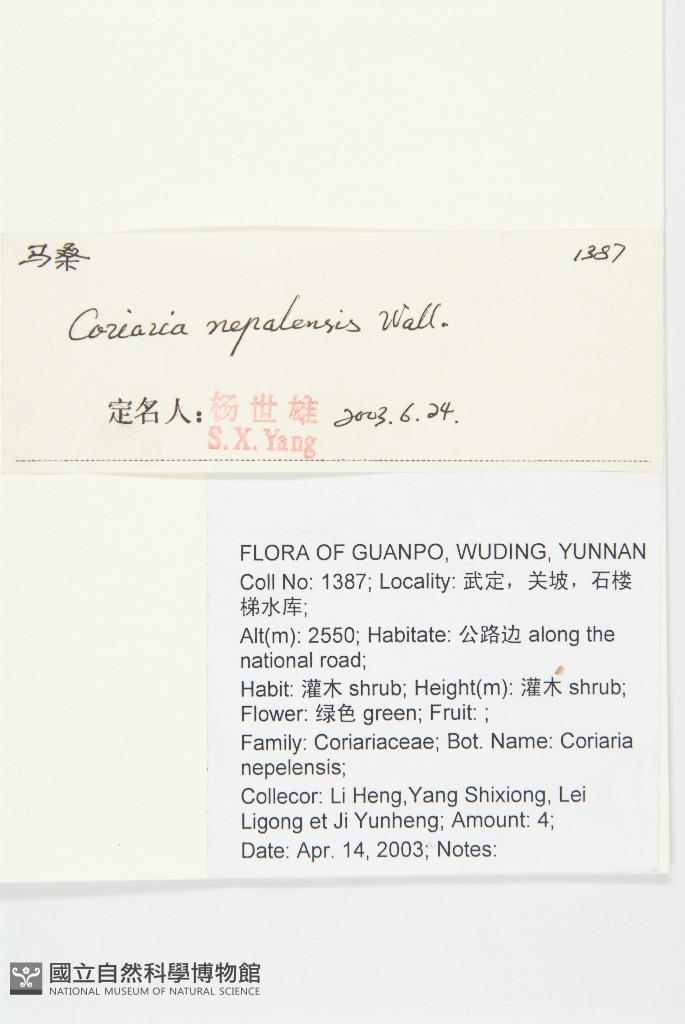 马桑 1387
Coriaria nepalensis Wall.
定名人: 杨世雄 2003.6.24.
S.X.Yang
FLORA OF GUANPO, WUDING, YUNNAN
Coll No: 1387; Locality: 武定，关坡，石楼
梯水库;
Alt(m): 2550; Habitate: 公路边 along the
national road;
Habit: 灌木 shrub; Height(m): 灌木 shrub;
Flower: 绿色 green; Fruit: ;
Family: Coriariaceae; Bot. Name: Coriaria
nepelensis;
Collecor: Li Heng,Yang Shixiong, Lei
Ligong et Ji Yunheng; Amount: 4;
Date: Apr. 14, 2003; Notes:
國立自然科學博物館
NATIONAL MUSEUM OF NATURAL SCIENCE